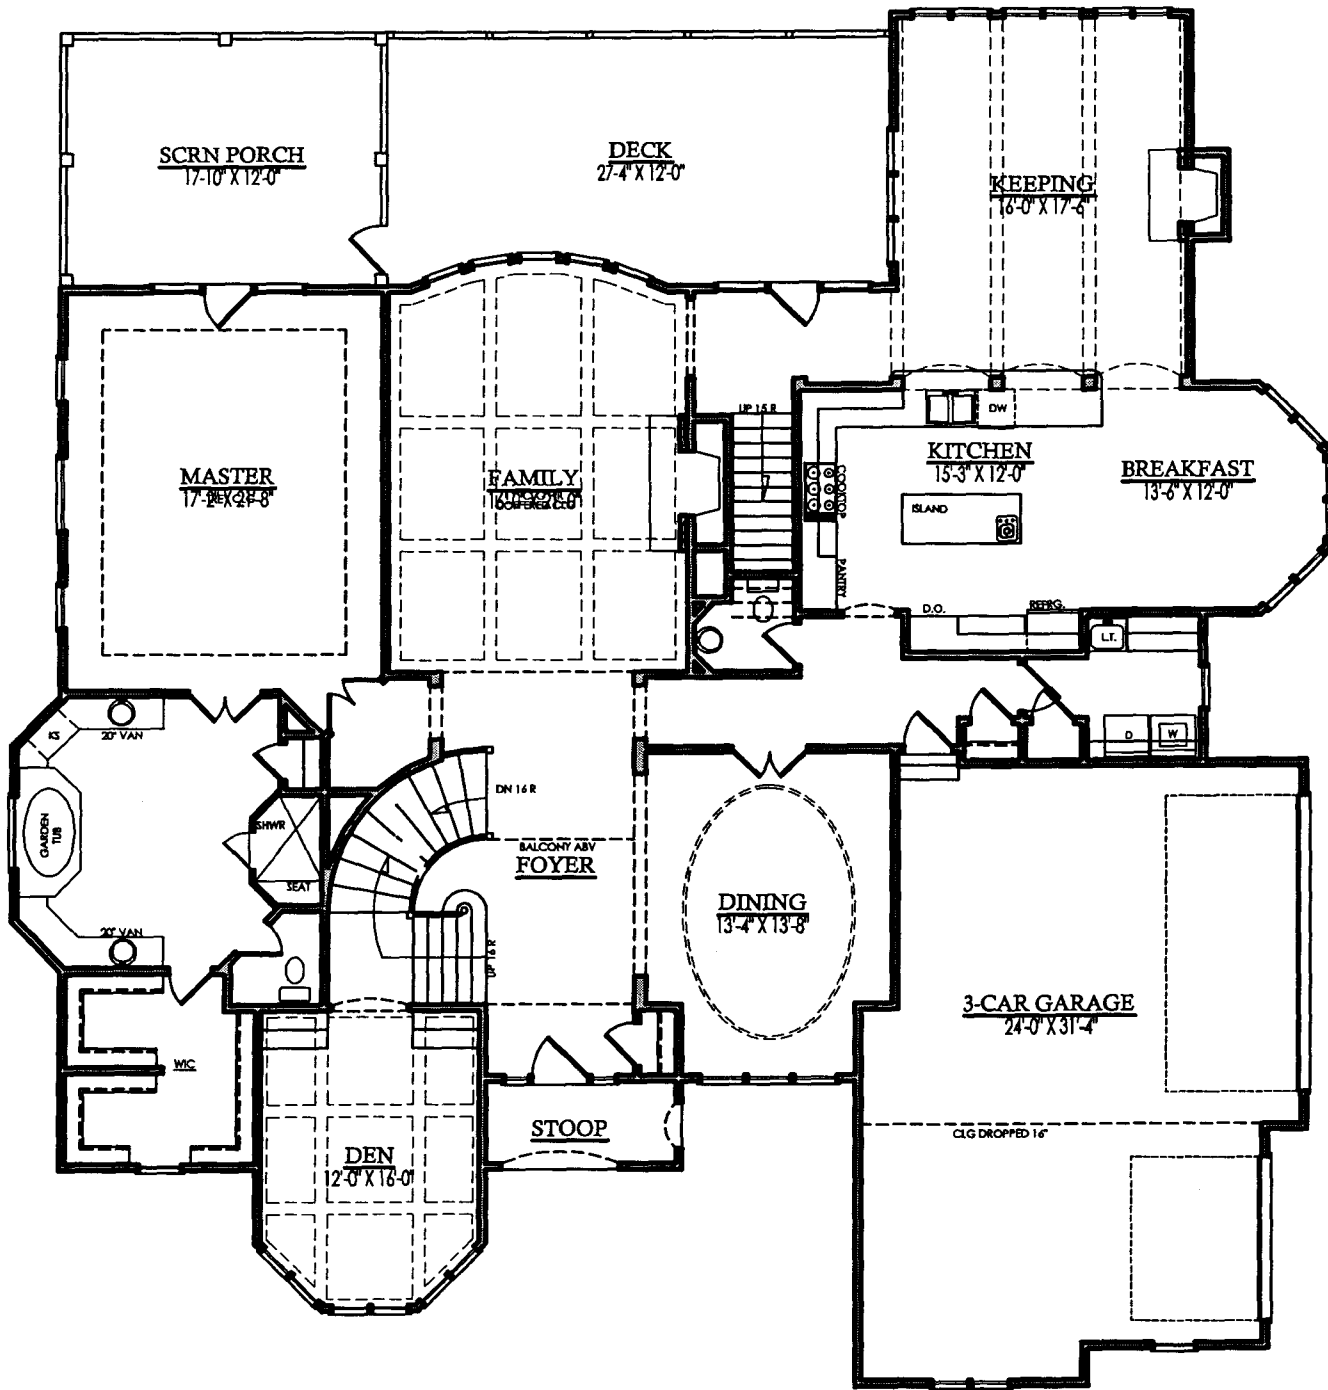 SCRN PORCH
17'-10" X 12'-0"
DECK
27'-4" X 12'-0"
KEEPING
16'-0" X 17'-6"
UP 15 R
DW
MASTER
FAMILY
COOKTOP
KITCHEN
15'-3" X 12'-0"
BREAKFAST
13'-6" X 12'-0"
ISLAND
PANTRY
D.O.
REFRG.
L.T.
KS
20" VAN
D
W
DN 16 R
GARDEN
TUB
SHWR
SEAT
BALCONY ABV
FOYER
DINING
13'-4" X 13'-8"
20" VAN
UP 16 R
3-CAR GARAGE
24'-0" X 31'-4"
WIC
STOOP
CLG DROPPED 16"
DEN
12'-0" X 16'-0"